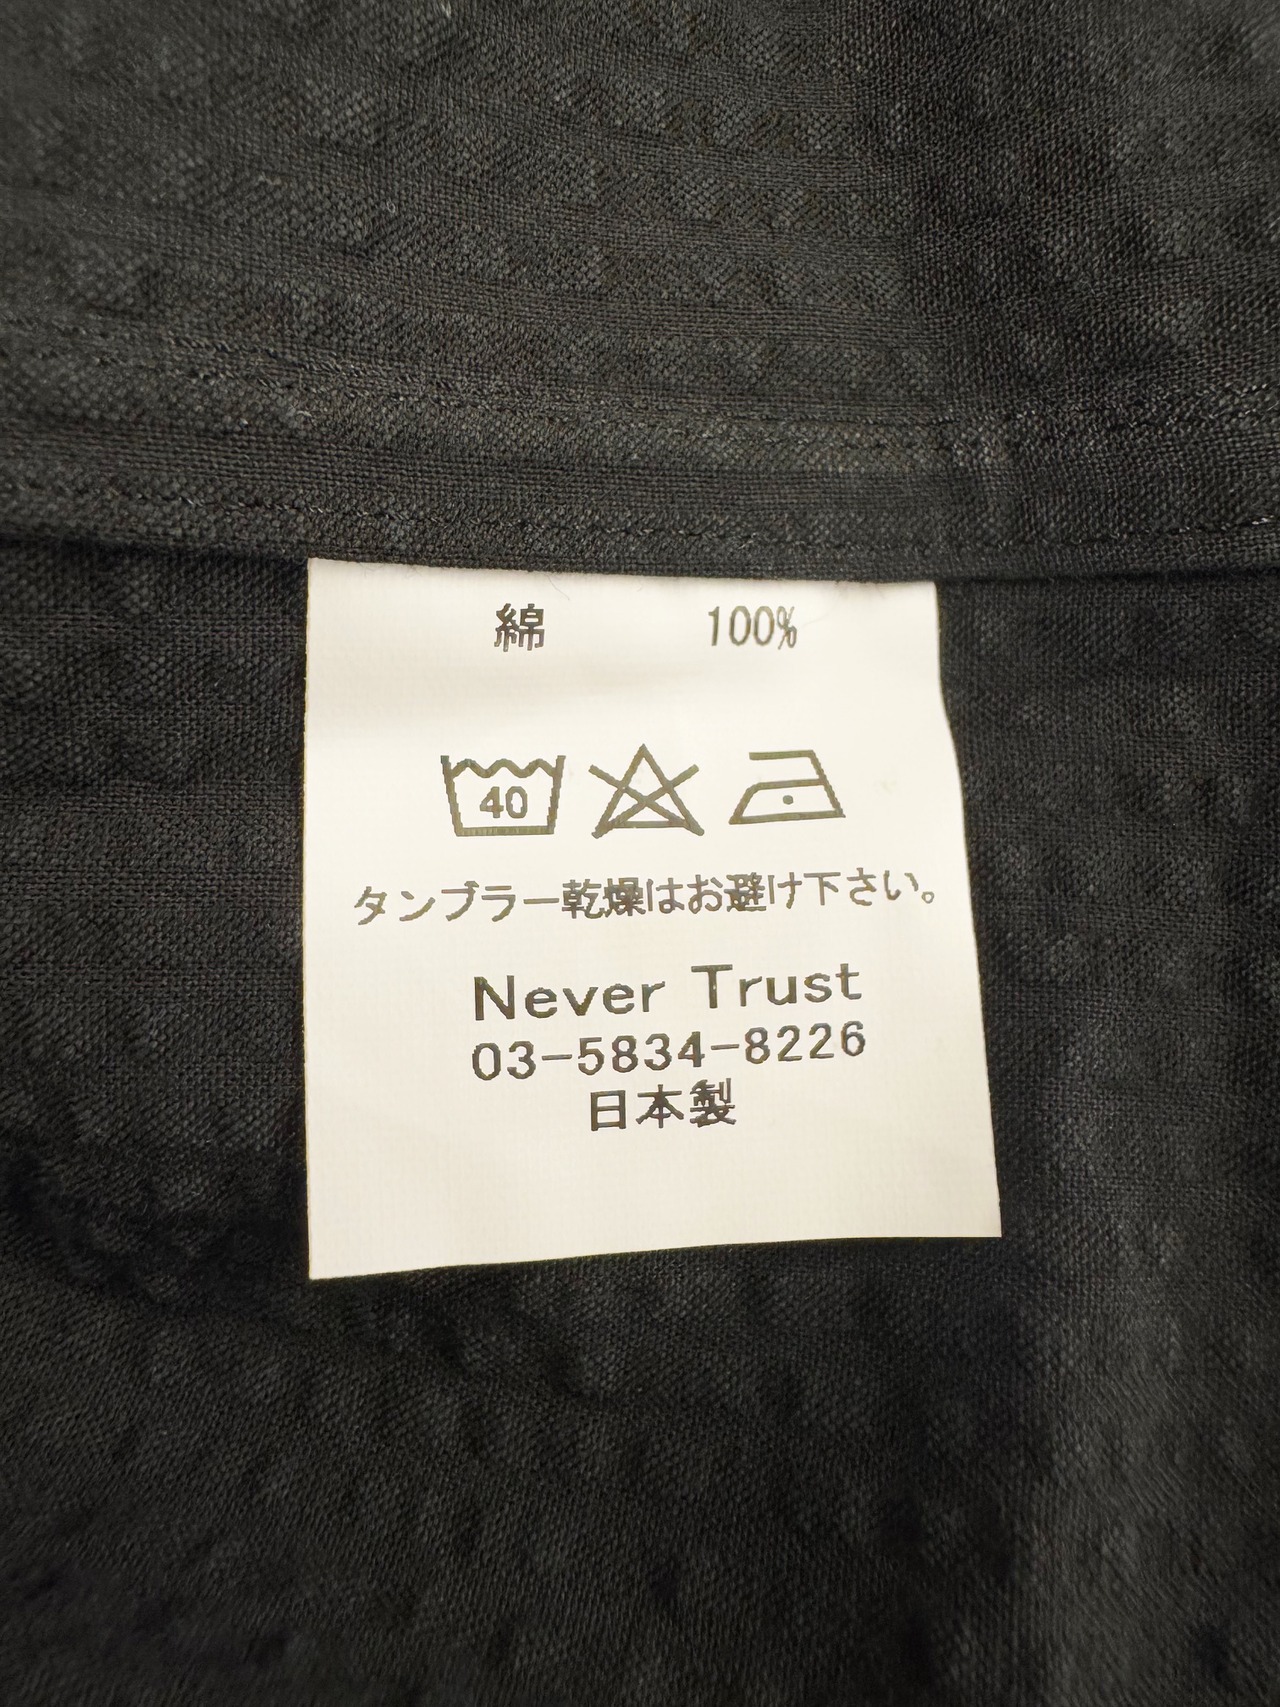 綿 100%
40
タンブラー乾燥はお避け下さい。
Never Trust
03-5834-8226
日本製